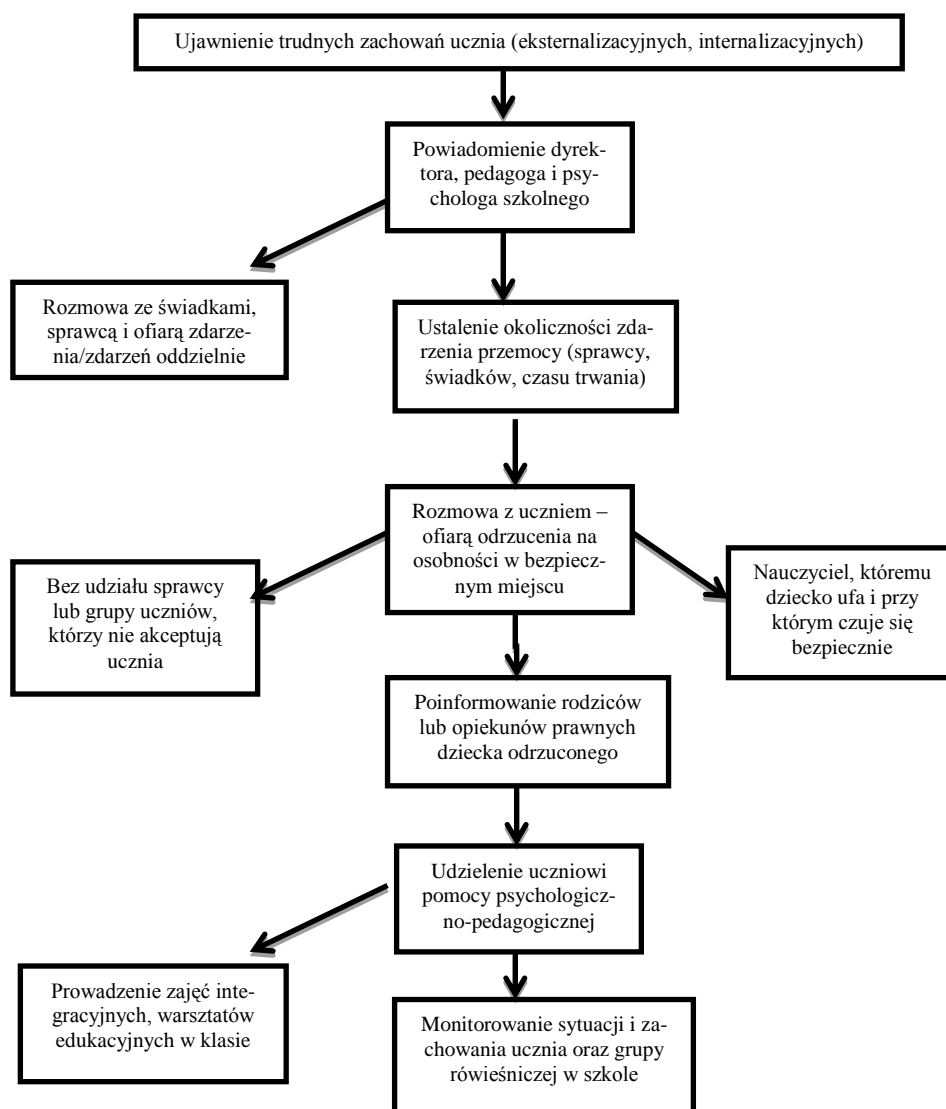 Ujawnienie trudnych zachowań ucznia (eksternalizacyjnych, internalizacyjnych)
Powiadomienie dyrek-
tora, pedagoga i psy-
chologa szkolnego
Rozmowa ze świadkami,
sprawcą i ofiarą zdarze-
nia/zdarzeń oddzielnie
Ustalenie okoliczności zda-
rzenia przemocy (sprawcy,
świadków, czasu trwania)
Rozmowa z uczniem –
ofiarą odrzucenia na
osobności w bezpiecz-
nym miejscu
Bez udziału sprawcy
lub grupy uczniów,
którzy nie akceptują
ucznia
Nauczyciel, któremu
dziecko ufa i przy
którym czuje się
bezpiecznie
Poinformowanie rodziców
lub opiekunów prawnych
dziecka odrzuconego
Udzielenie uczniowi
pomocy psychologicz-
no-pedagogicznej
Prowadzenie zajęć inte-
gracyjnych, warsztatów
edukacyjnych w klasie
Monitorowanie sytuacji i za-
chowania ucznia oraz grupy
rówieśniczej w szkole